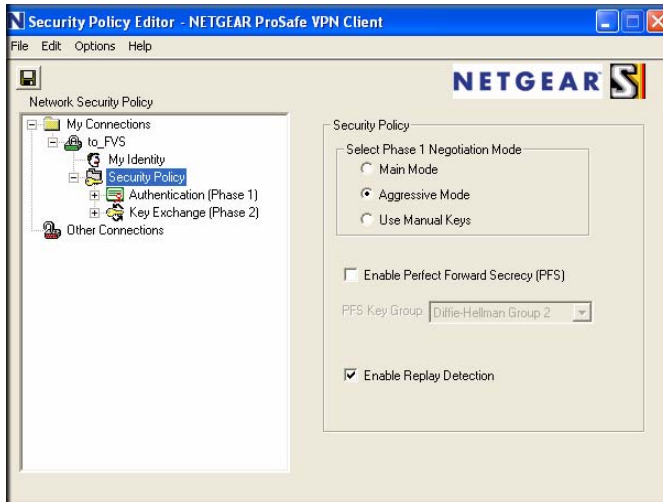 N Security Policy Editor - NETGEAR ProSafe VPN Client
File Edit Options Help
NETGEAR S
Network Security Policy
My Connections
to_FVS
My Identity
Security Policy
Authentication (Phase 1)
Key Exchange (Phase 2)
Other Connections
Security Policy
Select Phase 1 Negotiation Mode
Main Mode
Aggressive Mode
Use Manual Keys
Enable Perfect Forward Secrecy (PFS)
PFS Key Group Diffie-Hellman Group 2
Enable Replay Detection